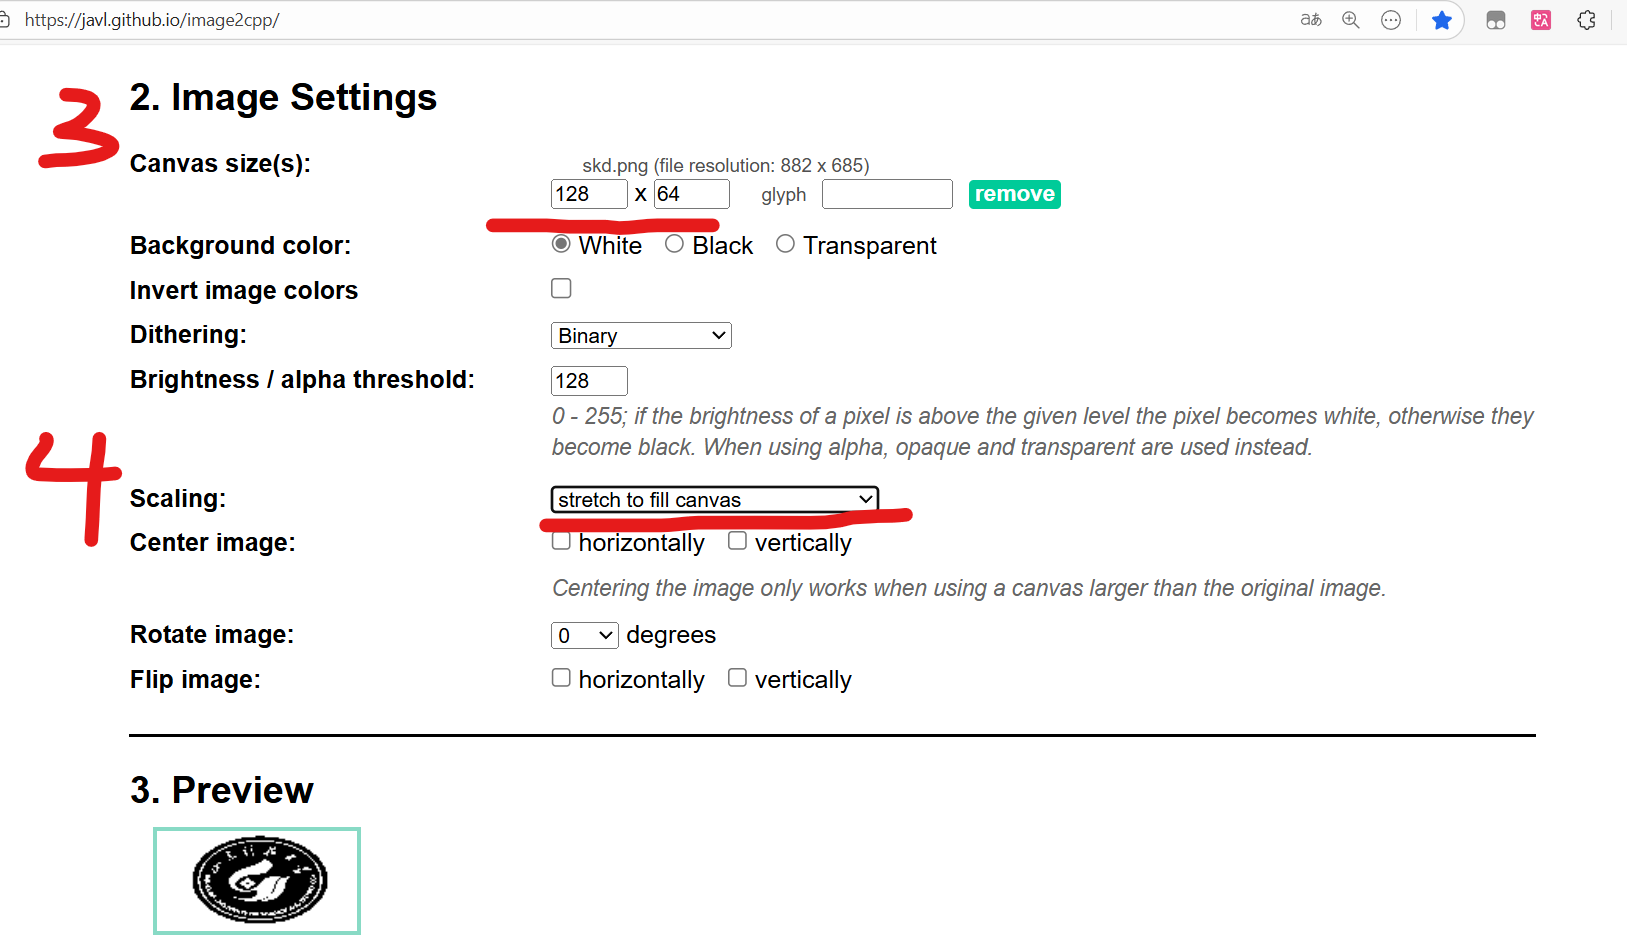 https://javl.github.io/image2cpp/
aあ
中A
3
2. Image Settings
Canvas size(s):
skd.png (file resolution: 882 x 685)
128 x 64 glyph remove
Background color: White Black Transparent
Invert image colors
Dithering: Binary
Brightness / alpha threshold: 128
0 - 255; if the brightness of a pixel is above the given level the pixel becomes white, otherwise they
become black. When using alpha, opaque and transparent are used instead.
4
Scaling: stretch to fill canvas
Center image: horizontally vertically
Centering the image only works when using a canvas larger than the original image.
Rotate image: 0 degrees
Flip image: horizontally vertically
3. Preview